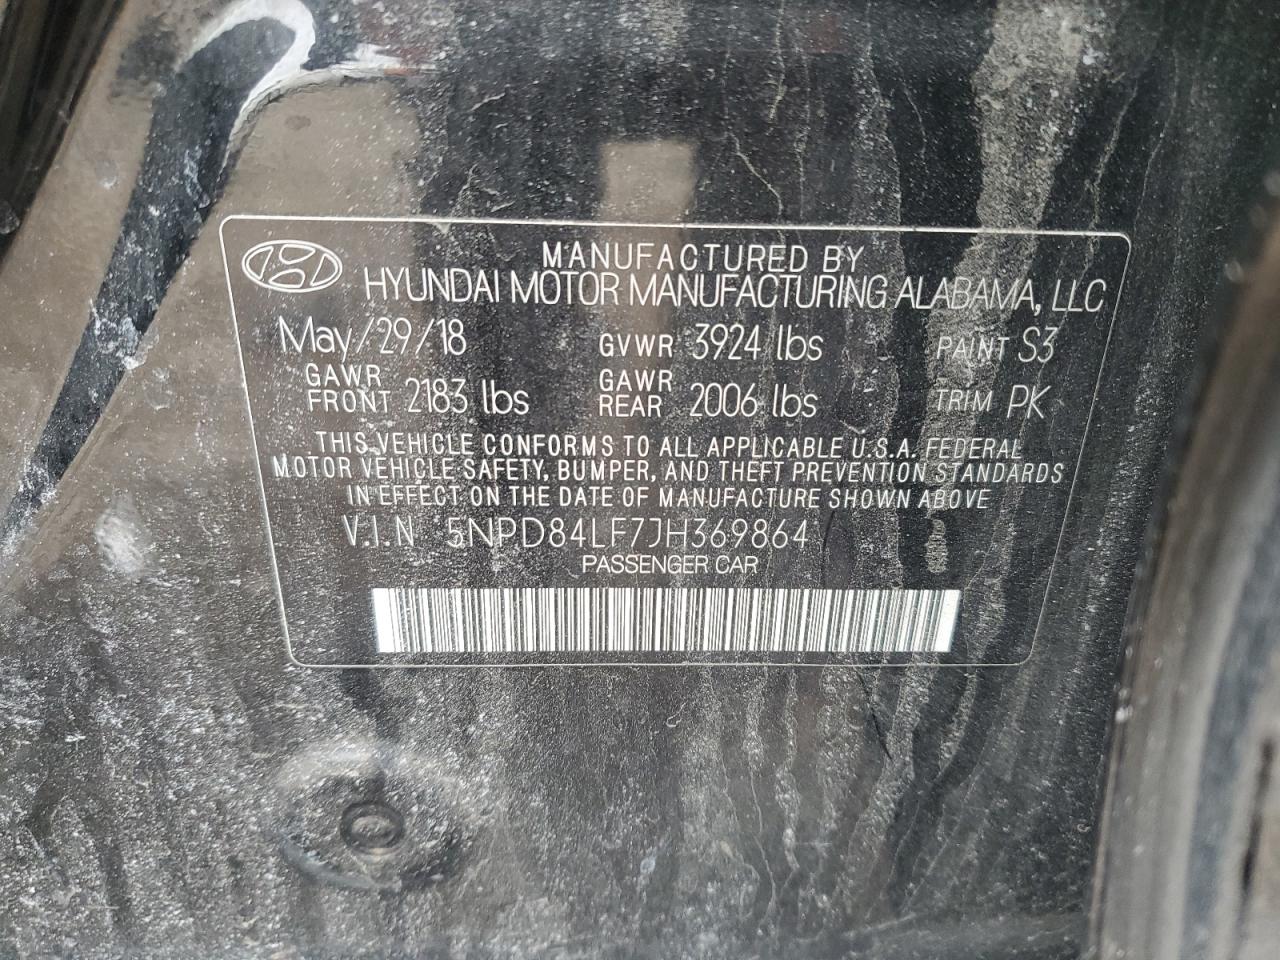 MANUFACTURED BY
HYUNDAI MOTOR MANUFACTURING ALABAMA, LLC
May/29/18 GVWR 3924 lbs PAINT S3
GAWR FRONT 2183 lbs GAWR REAR 2006 lbs TRIM PK
THIS VEHICLE CONFORMS TO ALL APPLICABLE U.S.A. FEDERAL
MOTOR VEHICLE SAFETY, BUMPER, AND THEFT PREVENTION STANDARDS
IN EFFECT ON THE DATE OF MANUFACTURE SHOWN ABOVE
V.I.N 5NPD84LF7JH369864
PASSENGER CAR